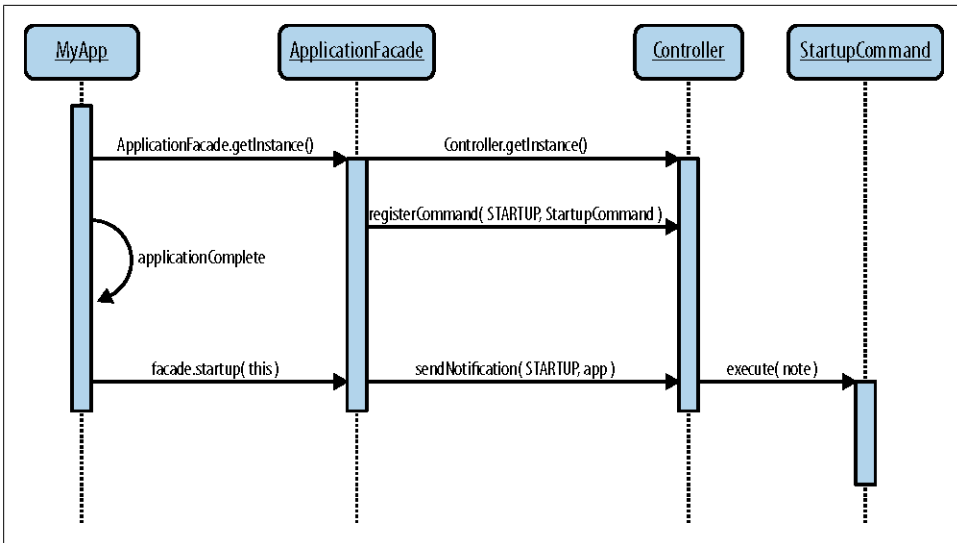 MyApp
ApplicationFacade
Controller
StartupCommand
ApplicationFacade.getInstance()
Controller.getInstance()
registerCommand( STARTUP, StartupCommand )
applicationComplete
facade.startup( this )
sendNotification( STARTUP, app )
execute( note )